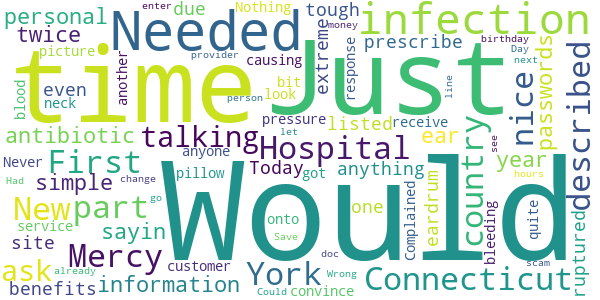 personal due Nothing enter tough birthday infection
twice Needed prescribe Day next
picture provider money
blood even another causing bit extreme response
neck look person pressure let line
time Just nice passwords described
antibiotic talking listed receive ear
Never anyone First Hospital country year see
simple Today got anything eardrum
Had change pillow Complained
New part sayin Would onto one bleeding quite hours
go service site Mercy customer Save doc scam ruptured
ask already York Wrong
benefits information Could convince Connecticut